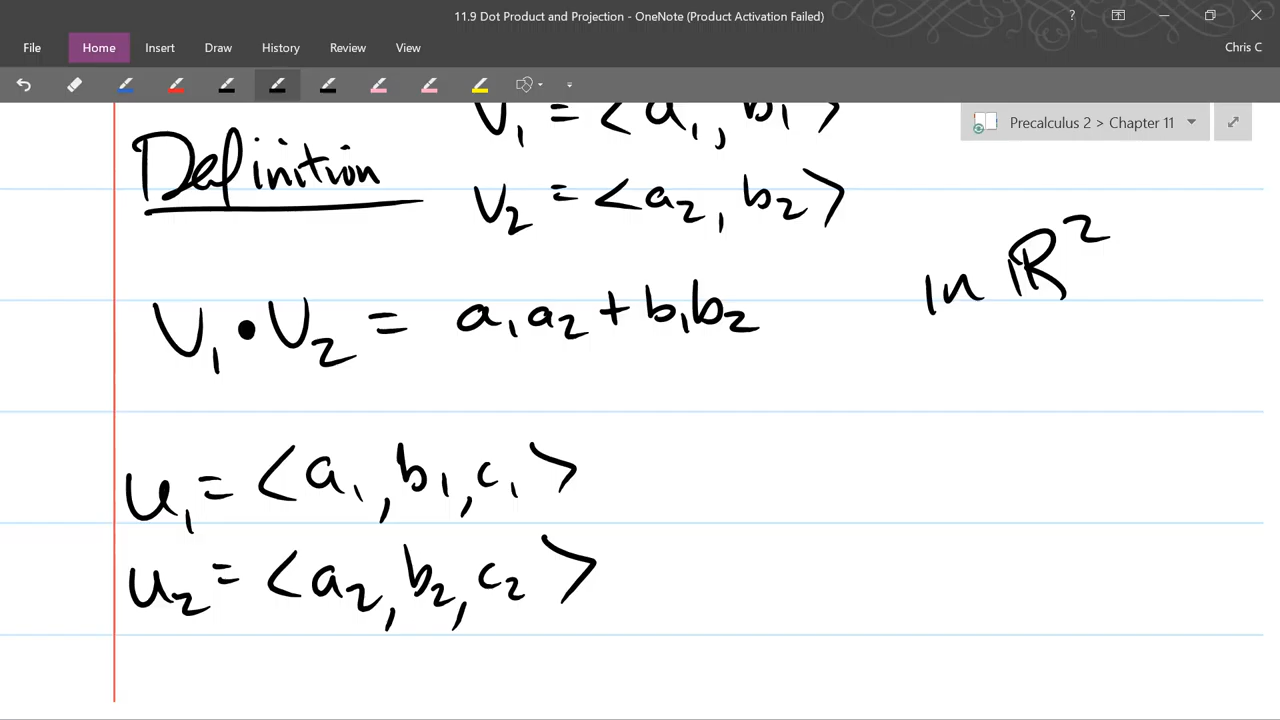 11.9 Dot Product and Projection - OneNote (Product Activation Failed)
?
File Home Insert Draw History Review View Chris C
Precalculus 2 > Chapter 11
V₁ = <a₁, b₁>
Definition
V₂ = <a₂, b₂>
in ℝ²
V₁ • V₂ = a₁a₂ + b₁b₂
u₁ = <a₁, b₁, c₁>
u₂ = <a₂, b₂, c₂>